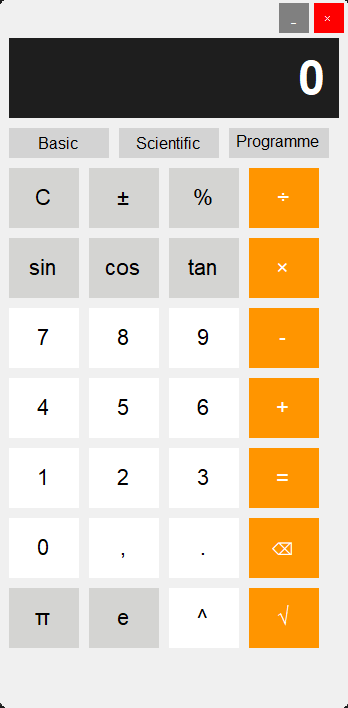 _ ×
0
Basic Scientific Programme
C ± % ÷
sin cos tan ×
7 8 9 -
4 5 6 +
1 2 3 =
0 , . ⌫
π e ^ √